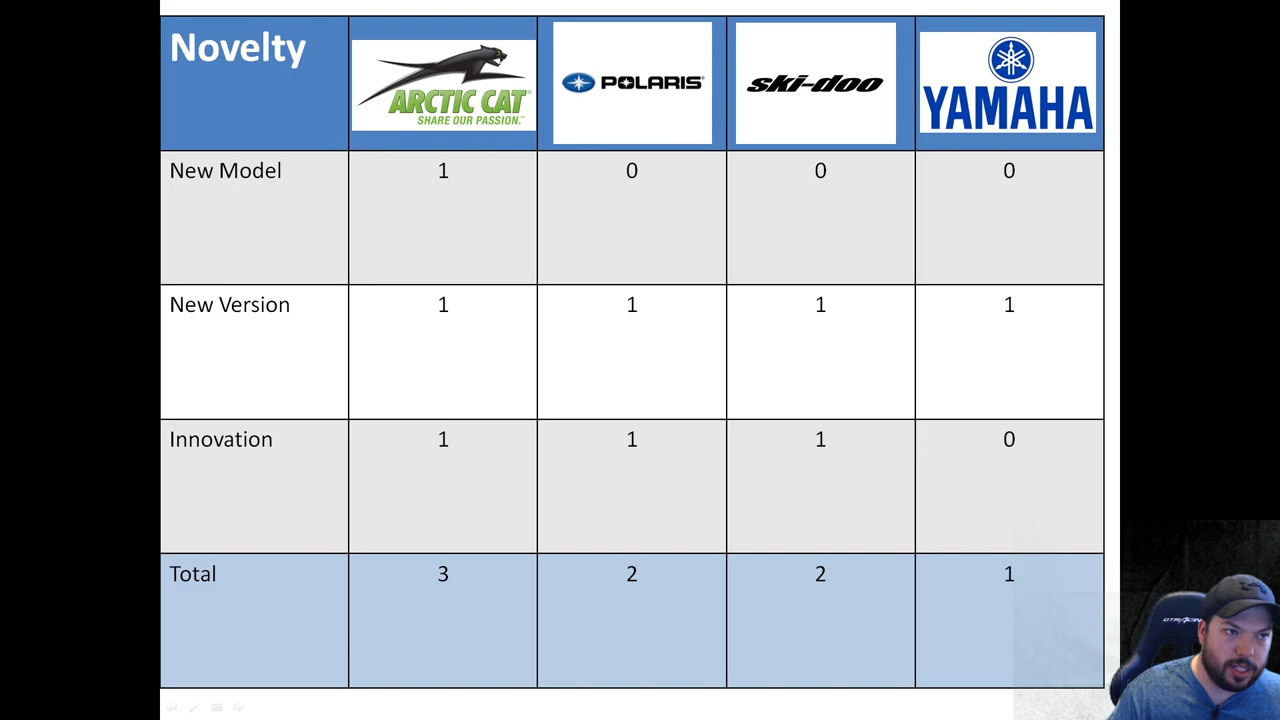 Novelty
ARCTIC CAT
SHARE OUR PASSION.™
POLARIS®
ski-doo
YAMAHA
New Model 1 0 0 0
New Version 1 1 1 1
Innovation 1 1 1 0
Total 3 2 2 1